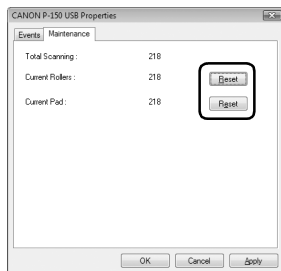 CANON P-150 USB Properties
Events Maintenance
Total Scanning : 218
Current Rollers : 218 Reset
Current Pad : 218 Reset
OK Cancel Apply